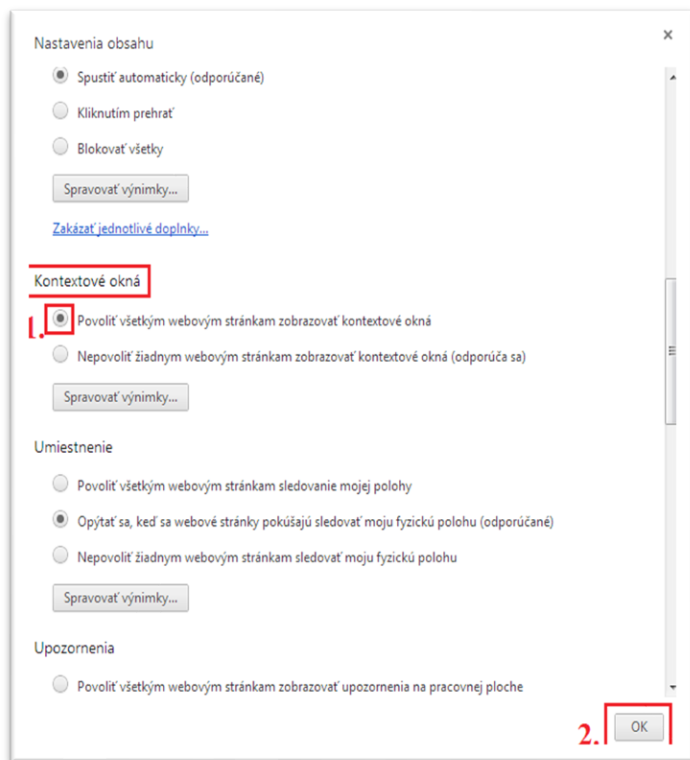 Nastavenia obsahu
Spustiť automaticky (odporúčané)
Kliknutím prehrať
Blokovať všetky
Spravovať výnimky...
Zakázať jednotlivé doplnky...
Kontextové okná
1.
Povoliť všetkým webovým stránkam zobrazovať kontextové okná
Nepovoliť žiadnym webovým stránkam zobrazovať kontextové okná (odporúča sa)
Spravovať výnimky...
Umiestnenie
Povoliť všetkým webovým stránkam sledovanie mojej polohy
Opýtať sa, keď sa webové stránky pokúšajú sledovať moju fyzickú polohu (odporúčané)
Nepovoliť žiadnym webovým stránkam sledovať moju fyzickú polohu
Spravovať výnimky...
Upozornenia
Povoliť všetkým webovým stránkam zobrazovať upozornenia na pracovnej ploche
2. OK